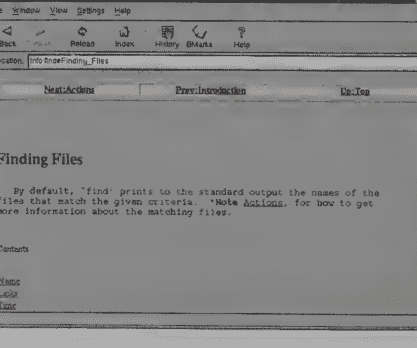 Window View Settings Help
Back Reload Index History BMarks Help
info:find#Finding_Files
Next:Actions Prev:Introduction Up:Top
Finding Files
By default, `find' prints to the standard output the names of the
files that match the given criteria. *Note Actions, for how to get
more information about the matching files.
Contents
Name
Links
Time